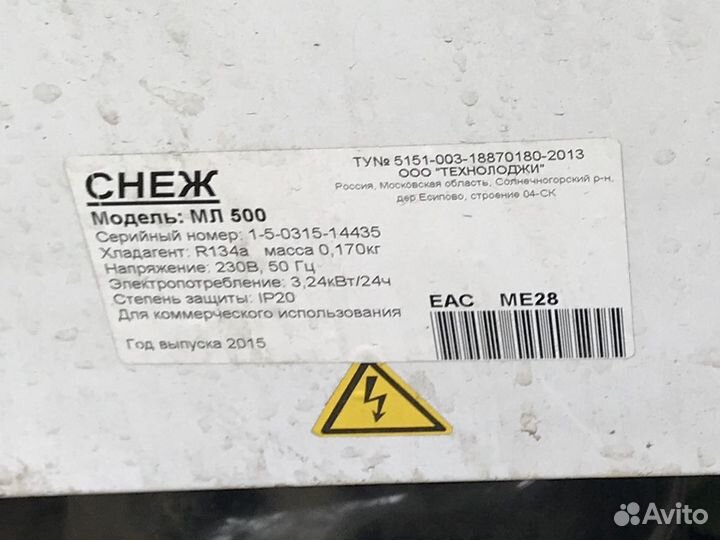 СНЕЖ
Модель: МЛ 500
Серийный номер: 1-5-0315-14435
Хладагент: R134a масса 0,170кг
Напряжение: 230В, 50 Гц
Электропотребление: 3,24кВт/24ч
Степень защиты: IP20
Для коммерческого использования
Год выпуска 2015
ТУ№ 5151-003-18870180-2013
ООО "ТЕХНОЛОДЖИ"
Россия, Московская область, Солнечногорский р-н.
дер.Есипово, строение 04-СК
EAC ME28
Avito